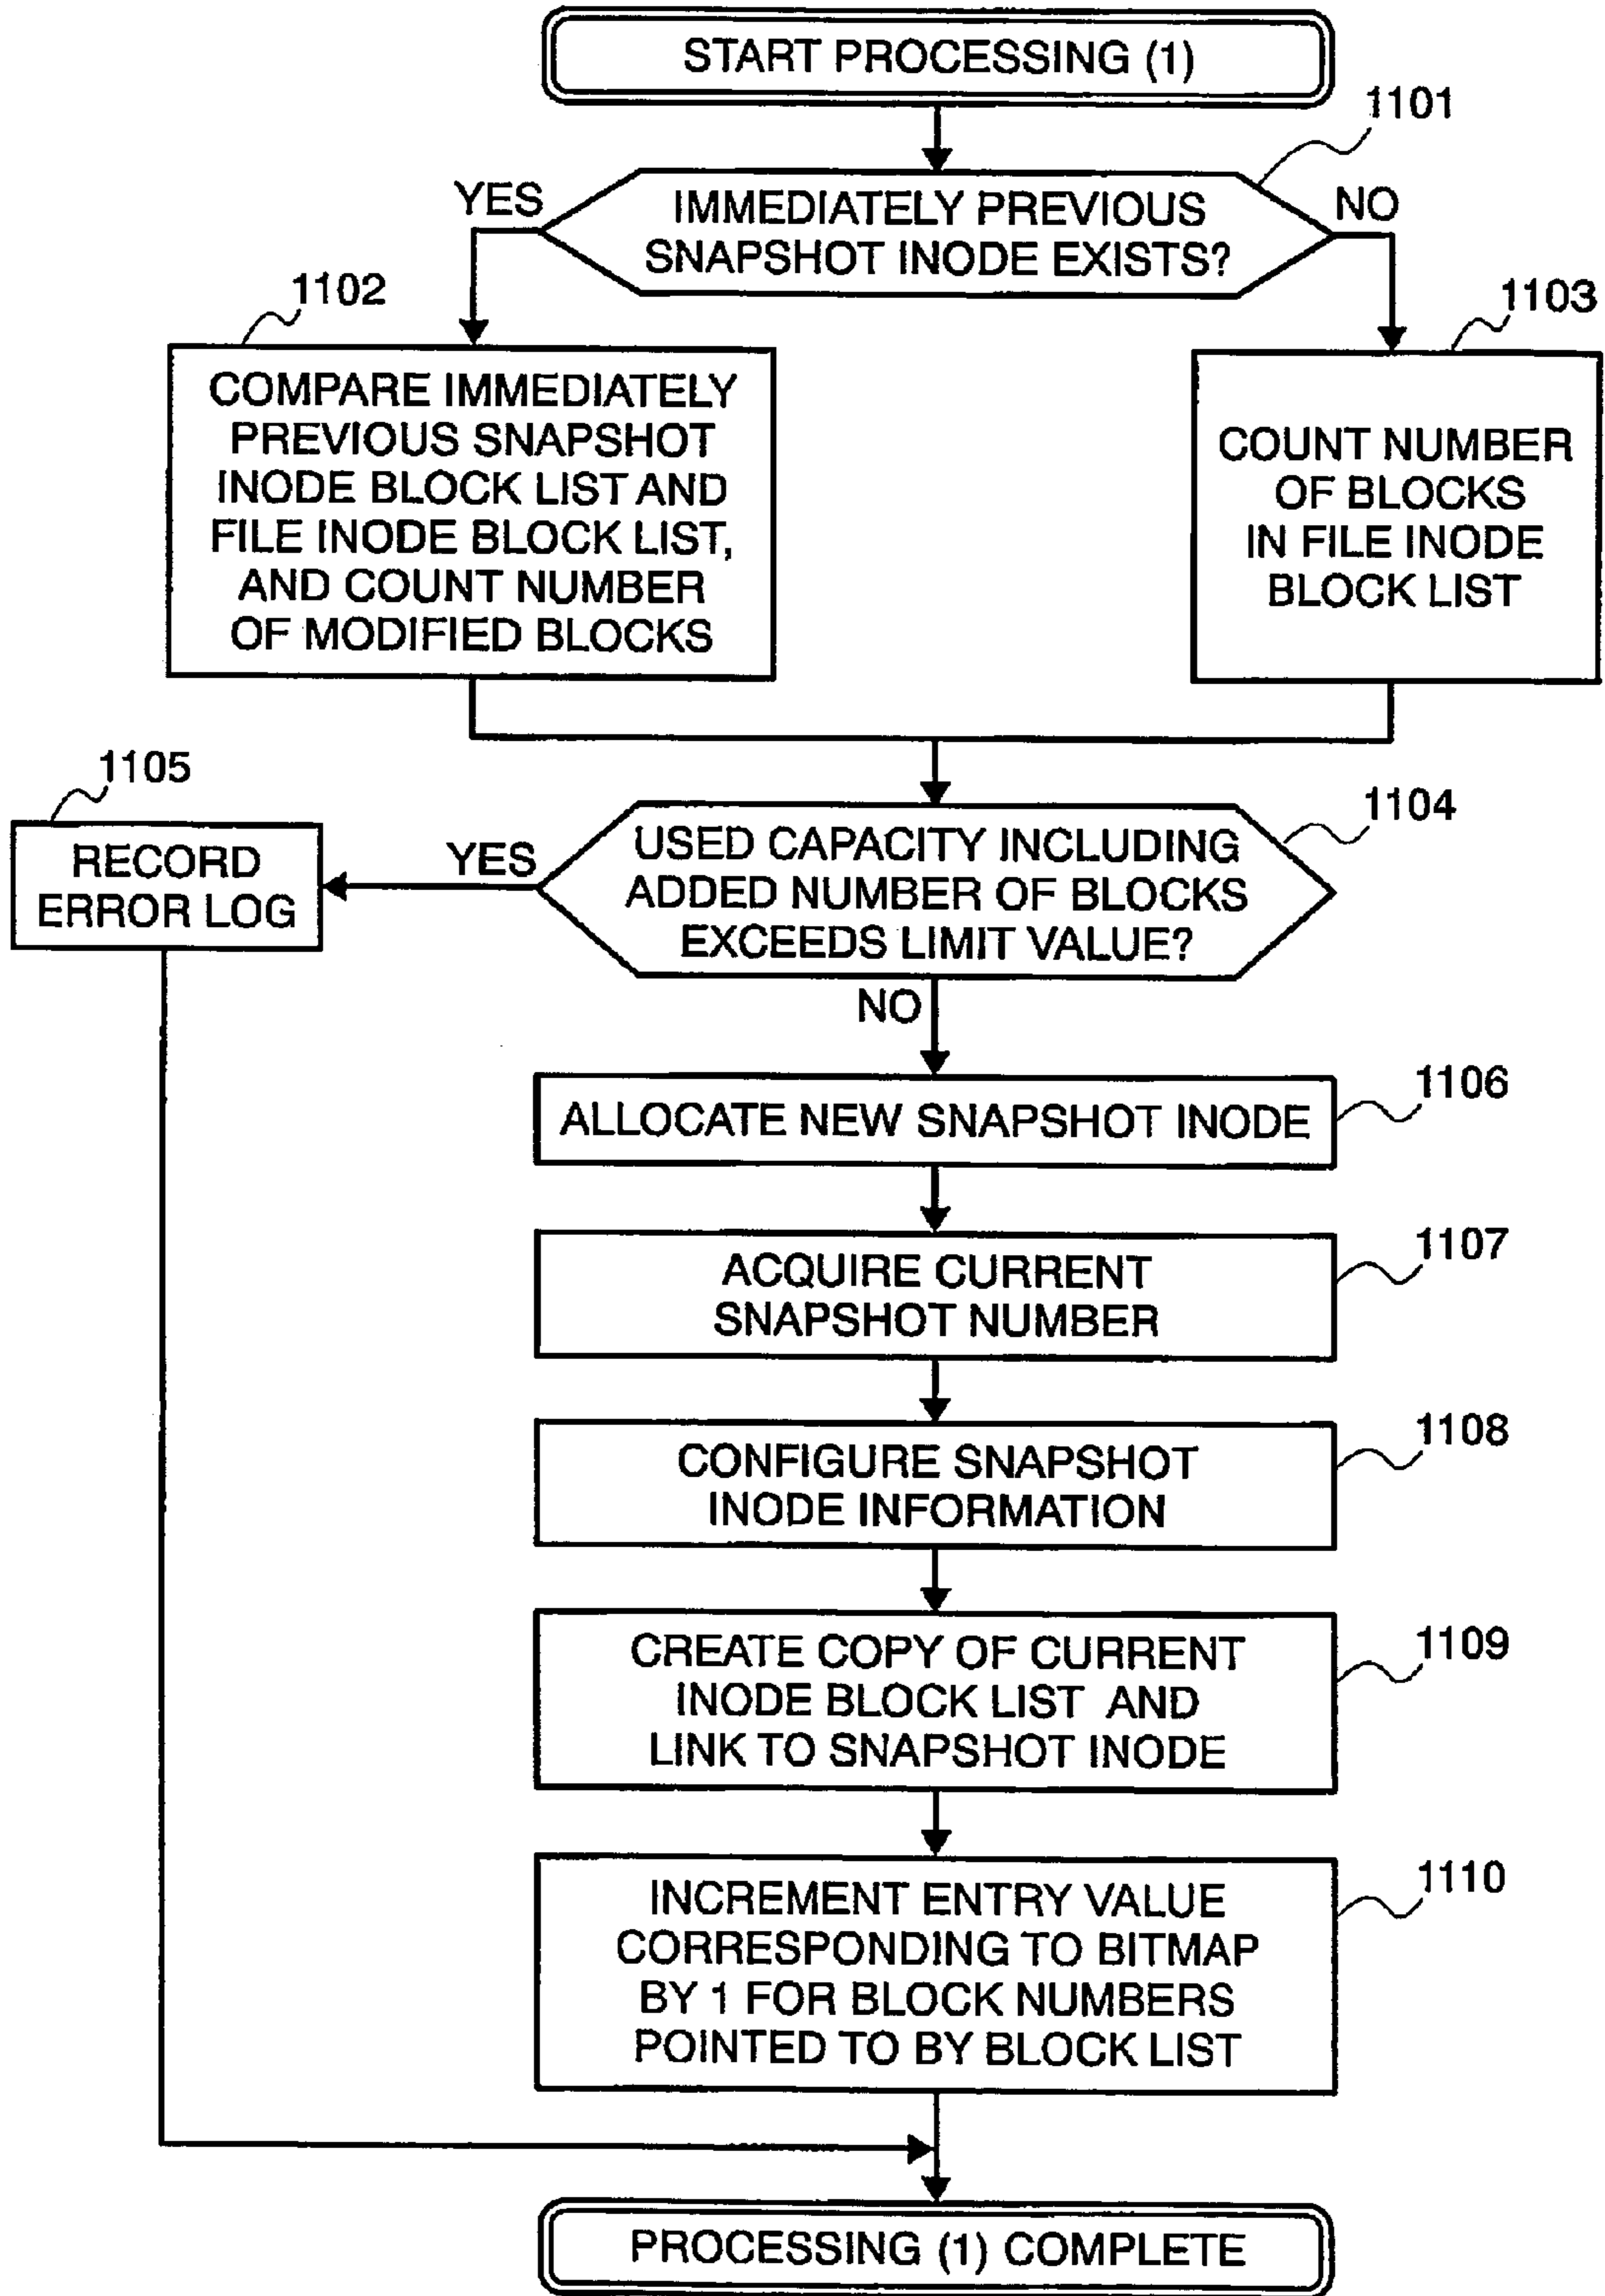 START PROCESSING (1)
1101
YES
IMMEDIATELY PREVIOUS
SNAPSHOT INODE EXISTS?
NO
1102
COMPARE IMMEDIATELY
PREVIOUS SNAPSHOT
INODE BLOCK LIST AND
FILE INODE BLOCK LIST,
AND COUNT NUMBER
OF MODIFIED BLOCKS
1103
COUNT NUMBER
OF BLOCKS
IN FILE INODE
BLOCK LIST
1105
RECORD
ERROR LOG
YES
1104
USED CAPACITY INCLUDING
ADDED NUMBER OF BLOCKS
EXCEEDS LIMIT VALUE?
NO
1106
ALLOCATE NEW SNAPSHOT INODE
1107
ACQUIRE CURRENT
SNAPSHOT NUMBER
1108
CONFIGURE SNAPSHOT
INODE INFORMATION
1109
CREATE COPY OF CURRENT
INODE BLOCK LIST AND
LINK TO SNAPSHOT INODE
1110
INCREMENT ENTRY VALUE
CORRESPONDING TO BITMAP
BY 1 FOR BLOCK NUMBERS
POINTED TO BY BLOCK LIST
PROCESSING (1) COMPLETE